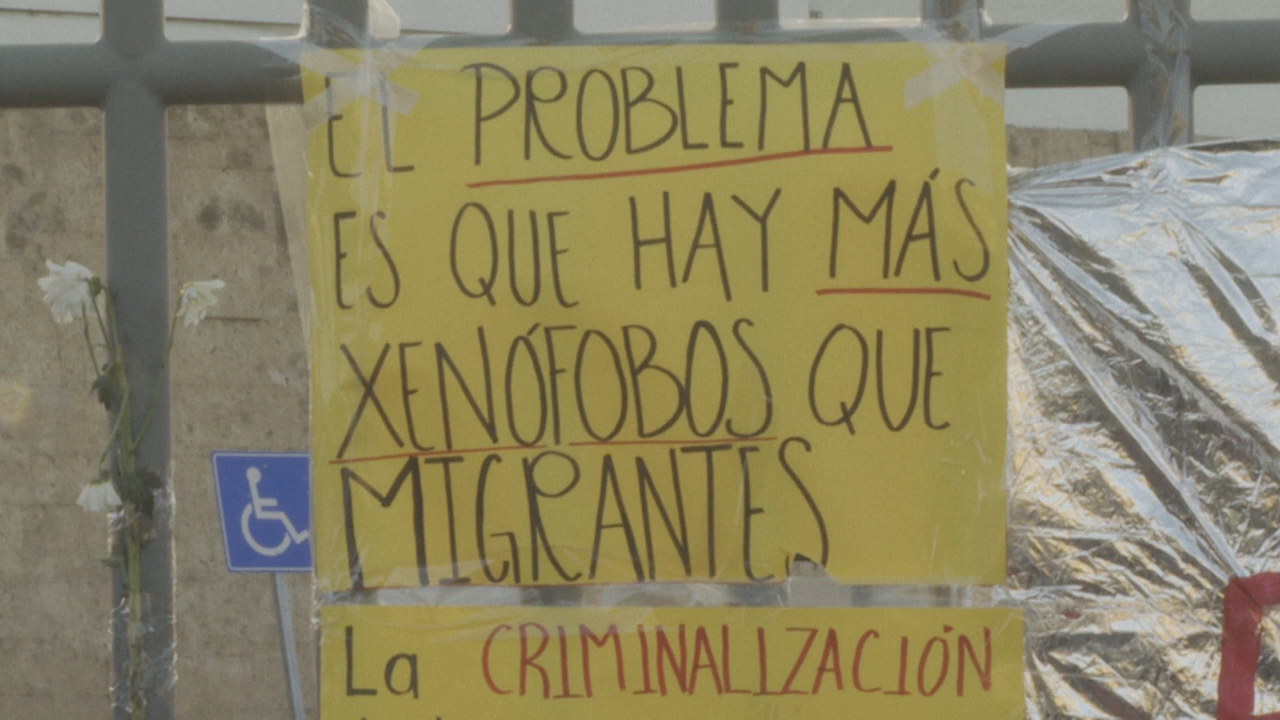 EL PROBLEMA
ES QUE HAY MÁS
XENÓFOBOS QUE
MIGRANTES
La CRIMINALIZACIÓN